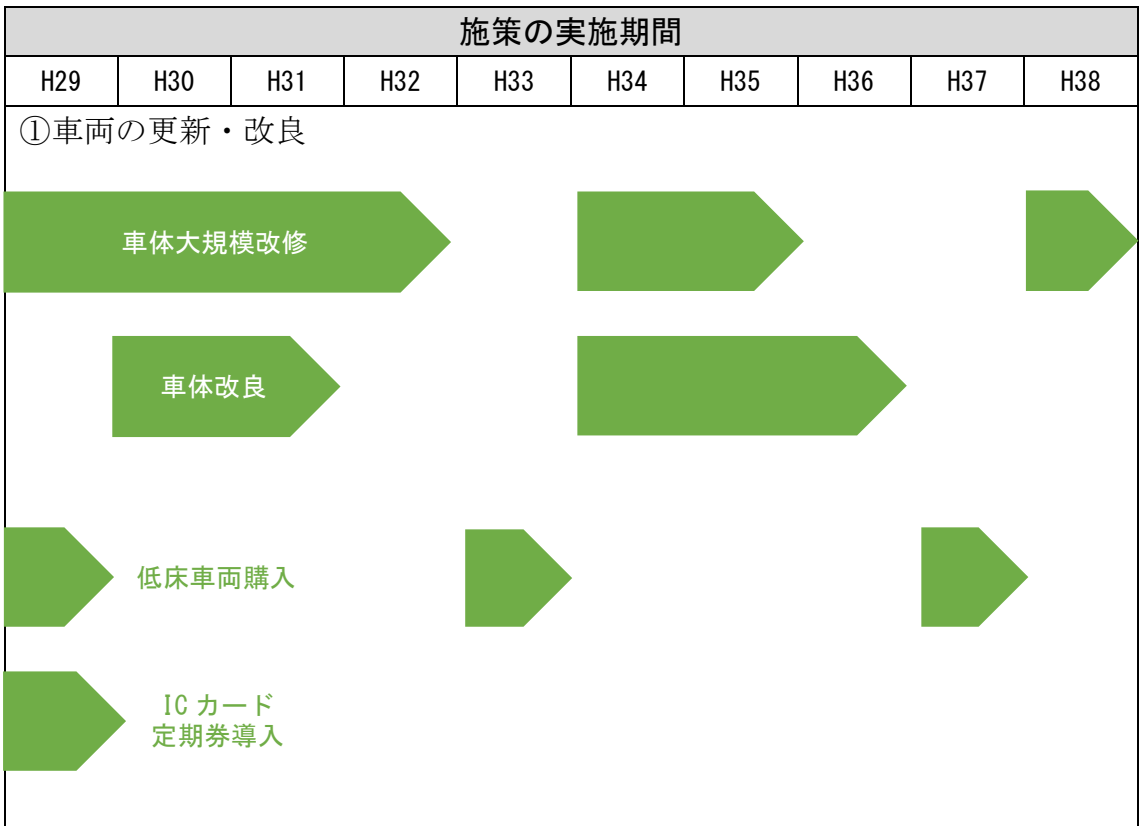 施策の実施期間
H29 H30 H31 H32 H33 H34 H35 H36 H37 H38
①車両の更新・改良
車体大規模改修
車体改良
低床車両購入
IC カード
定期券導入